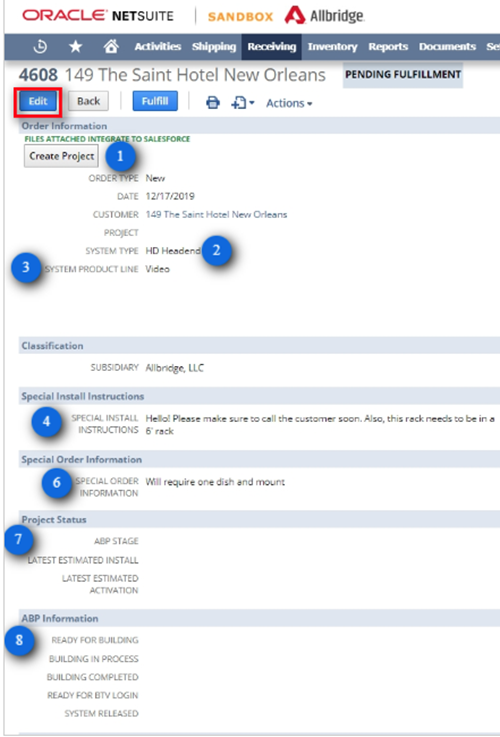 ORACLE NETSUITE SANDBOX Allbridge.
Activities Shipping Receiving Inventory Reports Documents
4608 149 The Saint Hotel New Orleans PENDING FULFILLMENT
Edit Back Fulfill Actions
Order Information
FILES ATTACHED INTEGRATE TO SALESFORCE
Create Project 1
ORDER TYPE New
DATE 12/17/2019
CUSTOMER 149 The Saint Hotel New Orleans
PROJECT
SYSTEM TYPE HD Headend 2
3 SYSTEM PRODUCT LINE Video
Classification
SUBSIDIARY Allbridge, LLC
Special Install Instructions
4 SPECIAL INSTALL Hello! Please make sure to call the customer soon. Also, this rack needs to be in a
INSTRUCTIONS 6' rack
Special Order Information
6 SPECIAL ORDER Will require one dish and mount
INFORMATION
Project Status
7 ABP STAGE
LATEST ESTIMATED INSTALL
LATEST ESTIMATED
ACTIVATION
ABP Information
8 READY FOR BUILDING
BUILDING IN PROCESS
BUILDING COMPLETED
READY FOR BTV LOGIN
SYSTEM RELEASED